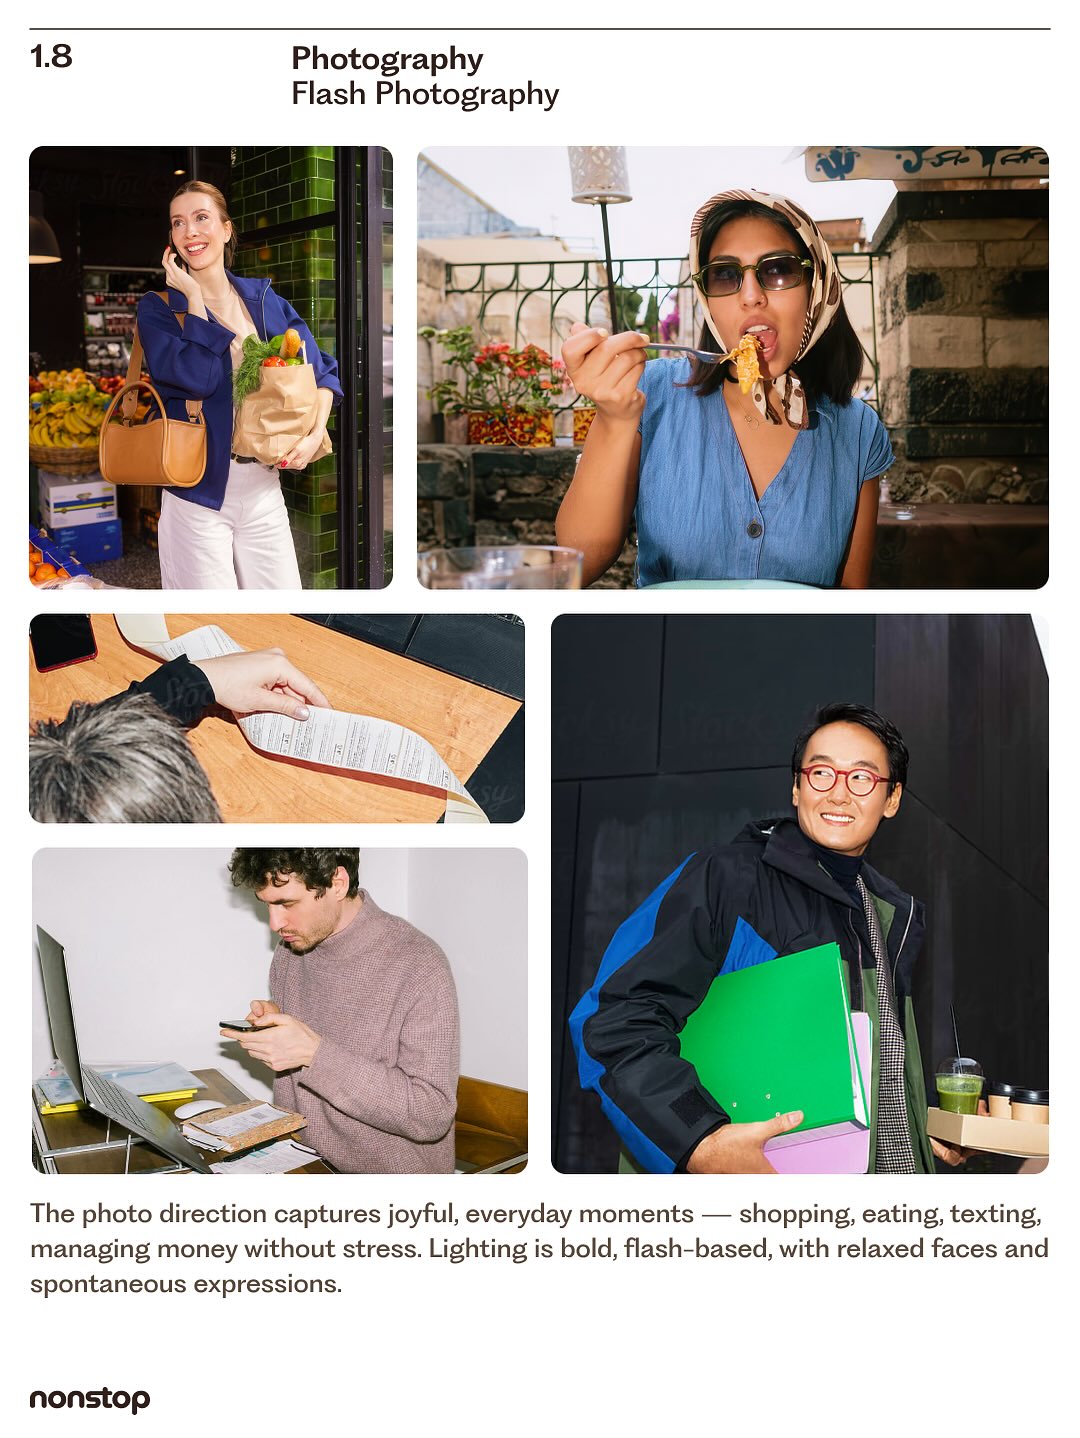 1.8
Photography
Flash Photography
The photo direction captures joyful, everyday moments — shopping, eating, texting,
managing money without stress. Lighting is bold, flash-based, with relaxed faces and
spontaneous expressions.
nonstop